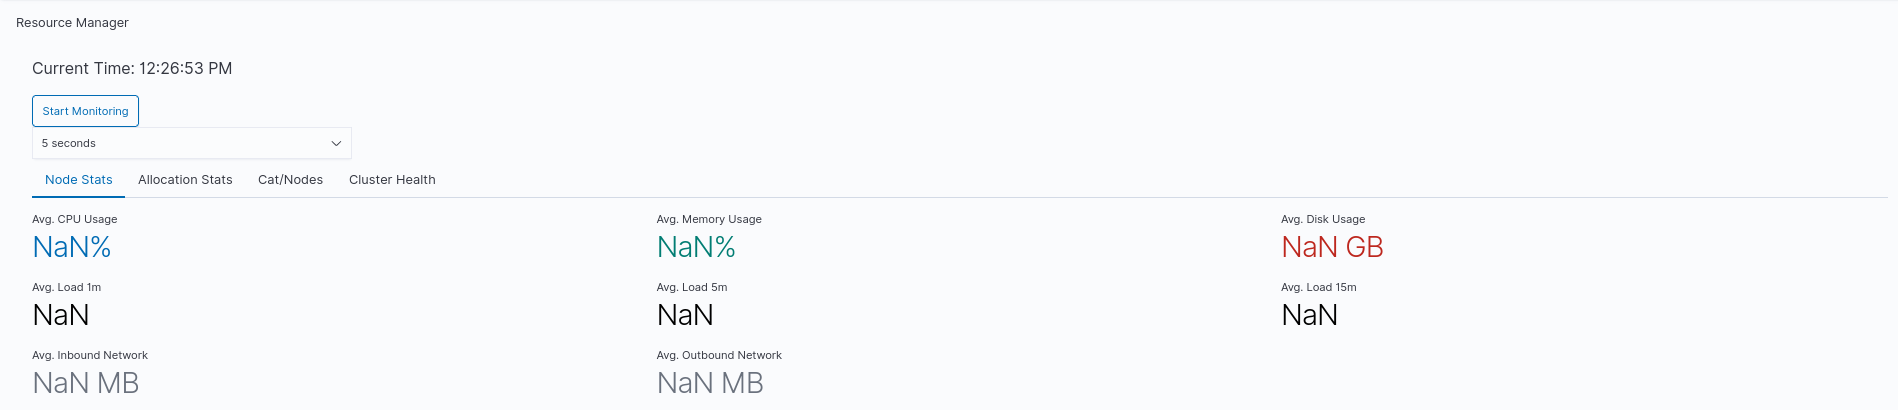 Resource Manager
Current Time: 12:26:53 PM
Start Monitoring
5 seconds
Node Stats Allocation Stats Cat/Nodes Cluster Health
Avg. CPU Usage Avg. Memory Usage Avg. Disk Usage
NaN% NaN% NaN GB
Avg. Load 1m Avg. Load 5m Avg. Load 15m
NaN NaN NaN
Avg. Inbound Network Avg. Outbound Network
NaN MB NaN MB